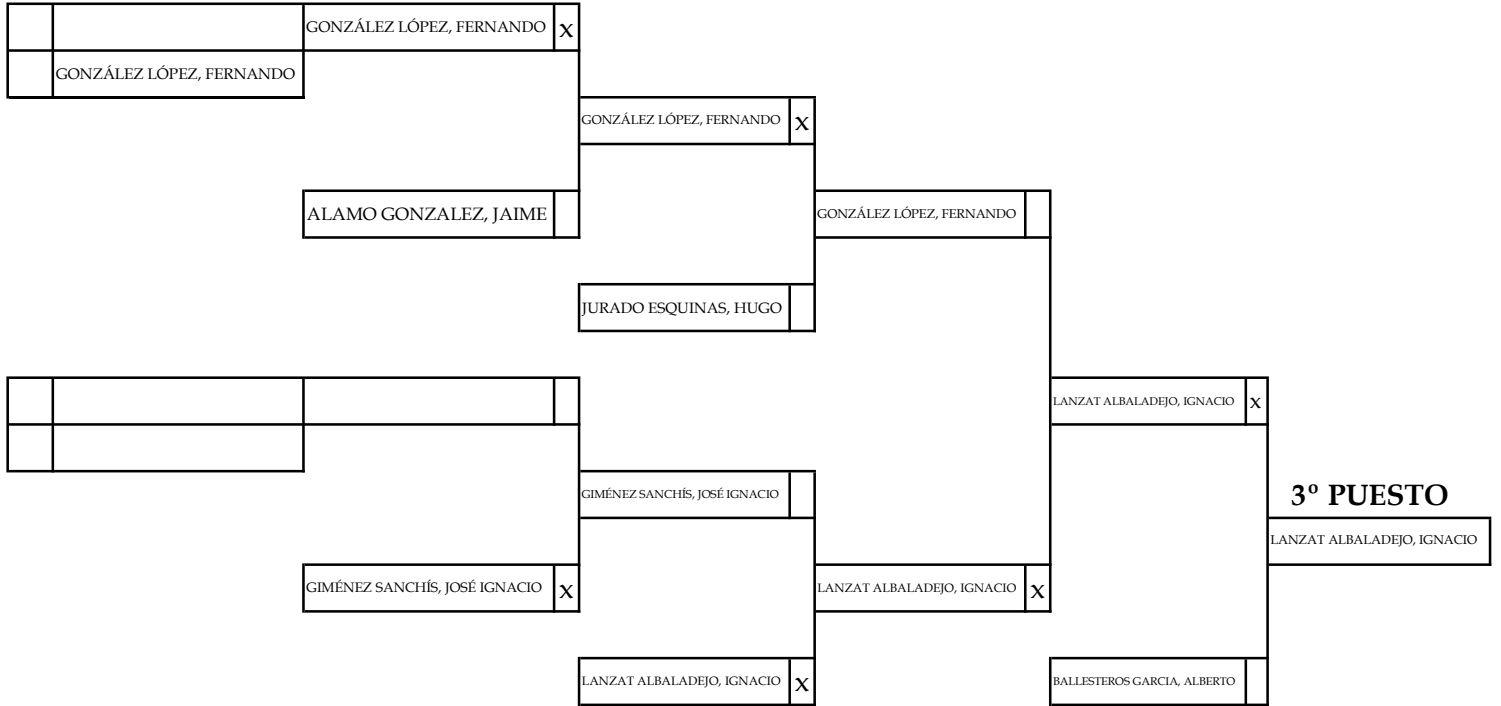 GONZÁLEZ LÓPEZ, FERNANDO x
GONZÁLEZ LÓPEZ, FERNANDO
GONZÁLEZ LÓPEZ, FERNANDO x
ALAMO GONZALEZ, JAIME
GONZÁLEZ LÓPEZ, FERNANDO
JURADO ESQUINAS, HUGO
LANZAT ALBALADEJO, IGNACIO x
GIMÉNEZ SANCHÍS, JOSÉ IGNACIO
3º PUESTO
LANZAT ALBALADEJO, IGNACIO
GIMÉNEZ SANCHÍS, JOSÉ IGNACIO x
LANZAT ALBALADEJO, IGNACIO x
LANZAT ALBALADEJO, IGNACIO x
BALLESTEROS GARCIA, ALBERTO